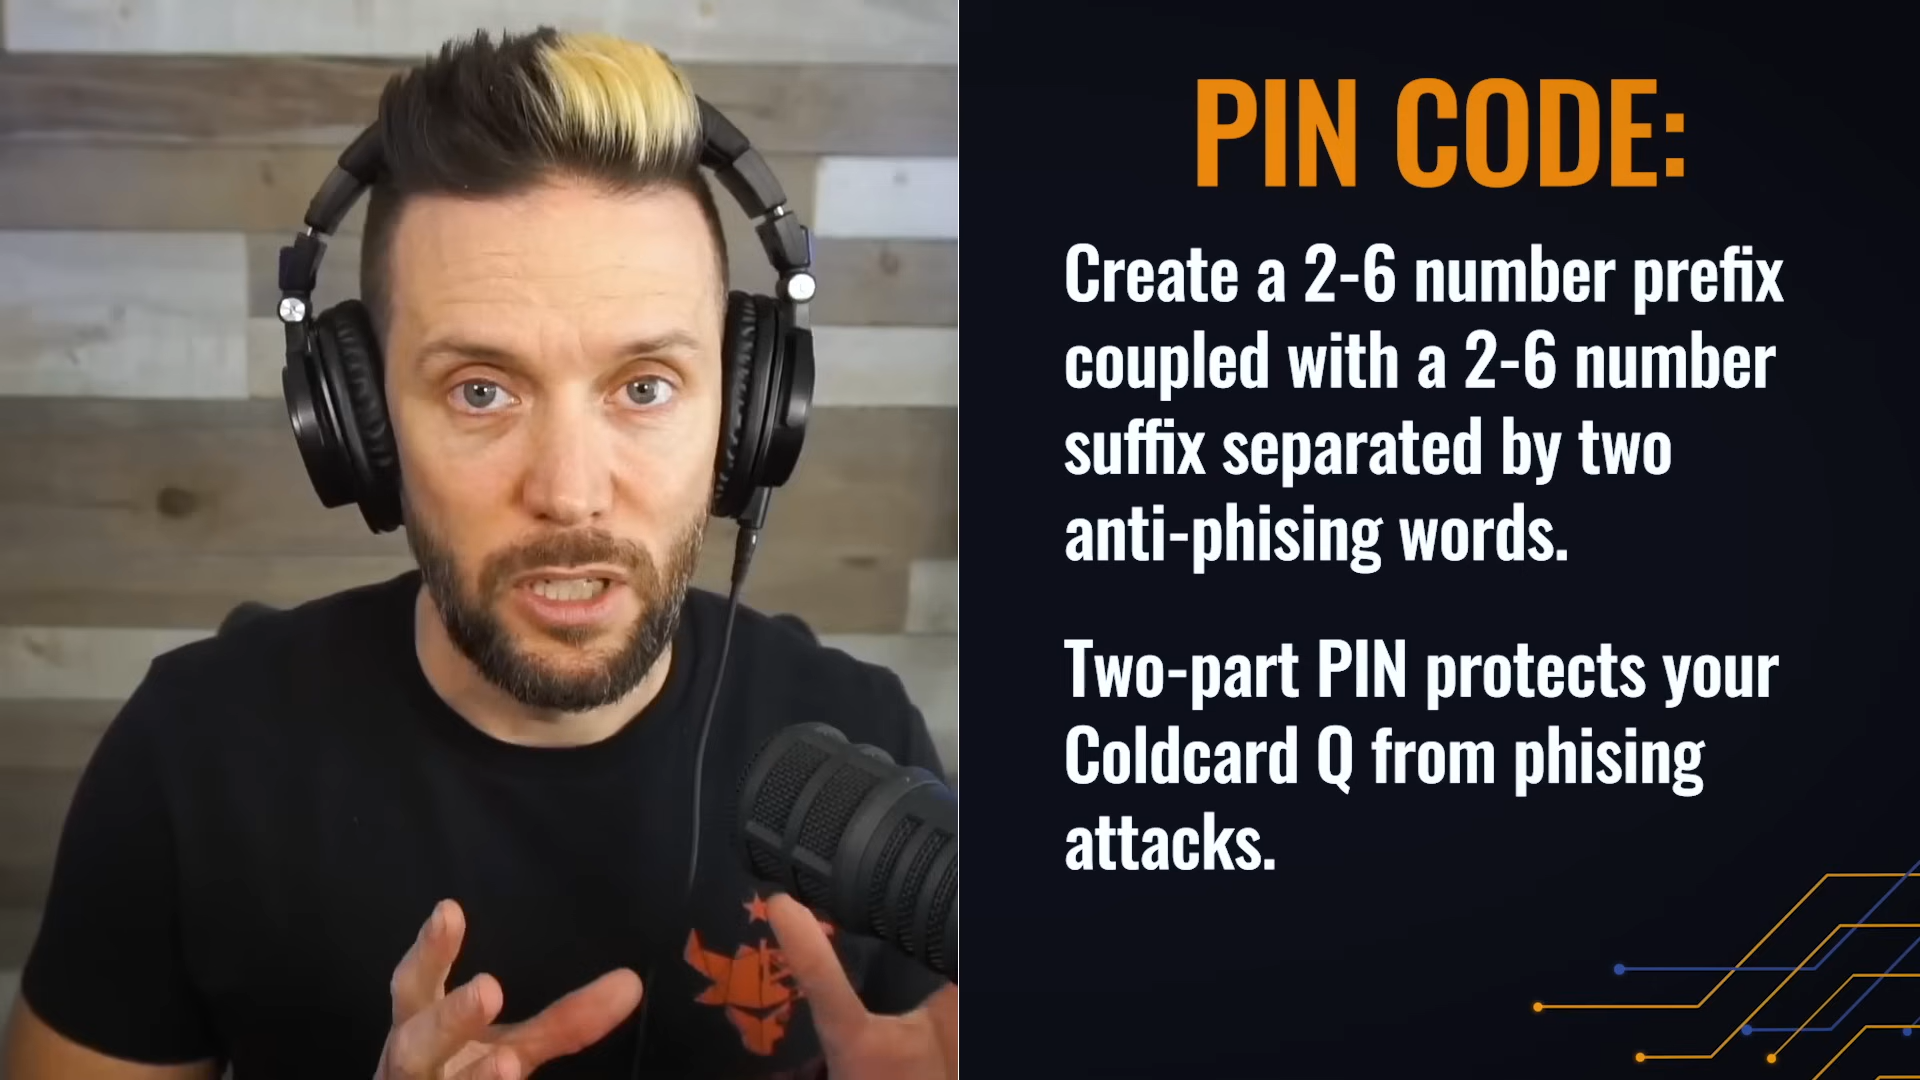 PIN CODE:
Create a 2-6 number prefix
coupled with a 2-6 number
suffix separated by two
anti-phising words.
Two-part PIN protects your
Coldcard Q from phising
attacks.